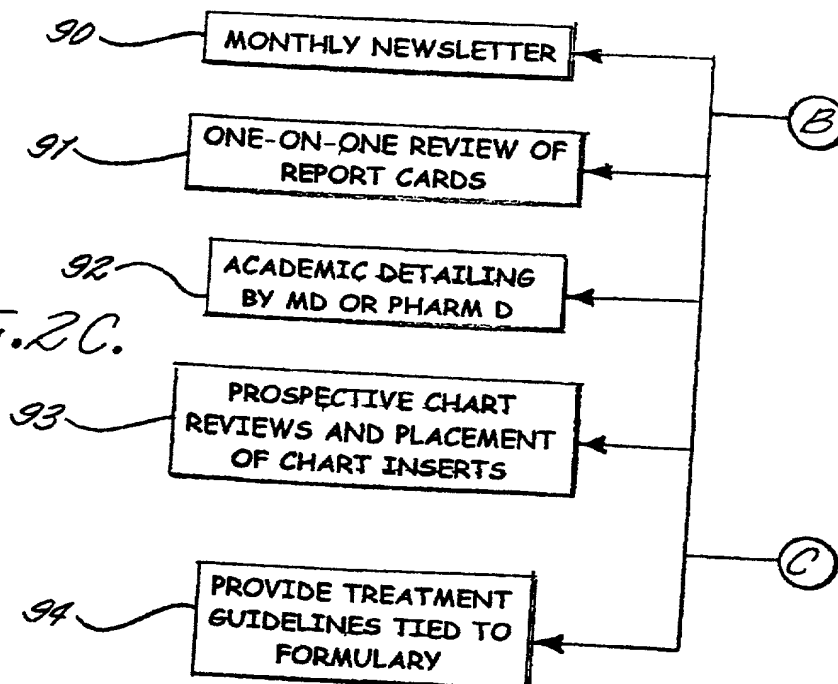 90
MONTHLY NEWSLETTER
B
91
ONE-ON-ONE REVIEW OF
REPORT CARDS
92
ACADEMIC DETAILING
BY MD OR PHARM D
.2C.
93
PROSPECTIVE CHART
REVIEWS AND PLACEMENT
OF CHART INSERTS
C
94
PROVIDE TREATMENT
GUIDELINES TIED TO
FORMULARY